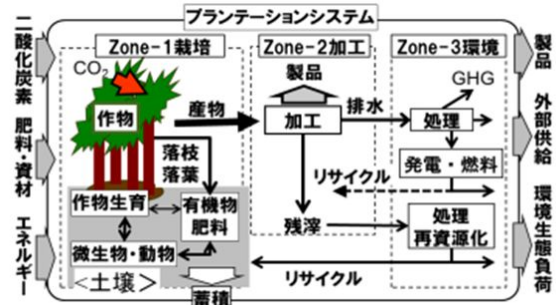 プランテーションシステム
二酸化炭素
肥料・資材
エネルギー
Zone-1栽培
CO2
作物
産物
落枝
落葉
作物生育
有機物
肥料
微生物・動物
<土壌>
蓄積
Zone-2加工
製品
加工
排水
リサイクル
残滓
リサイクル
Zone-3環境
GHG
処理
発電・燃料
処理
再資源化
製品
外部供給
環境生態負荷